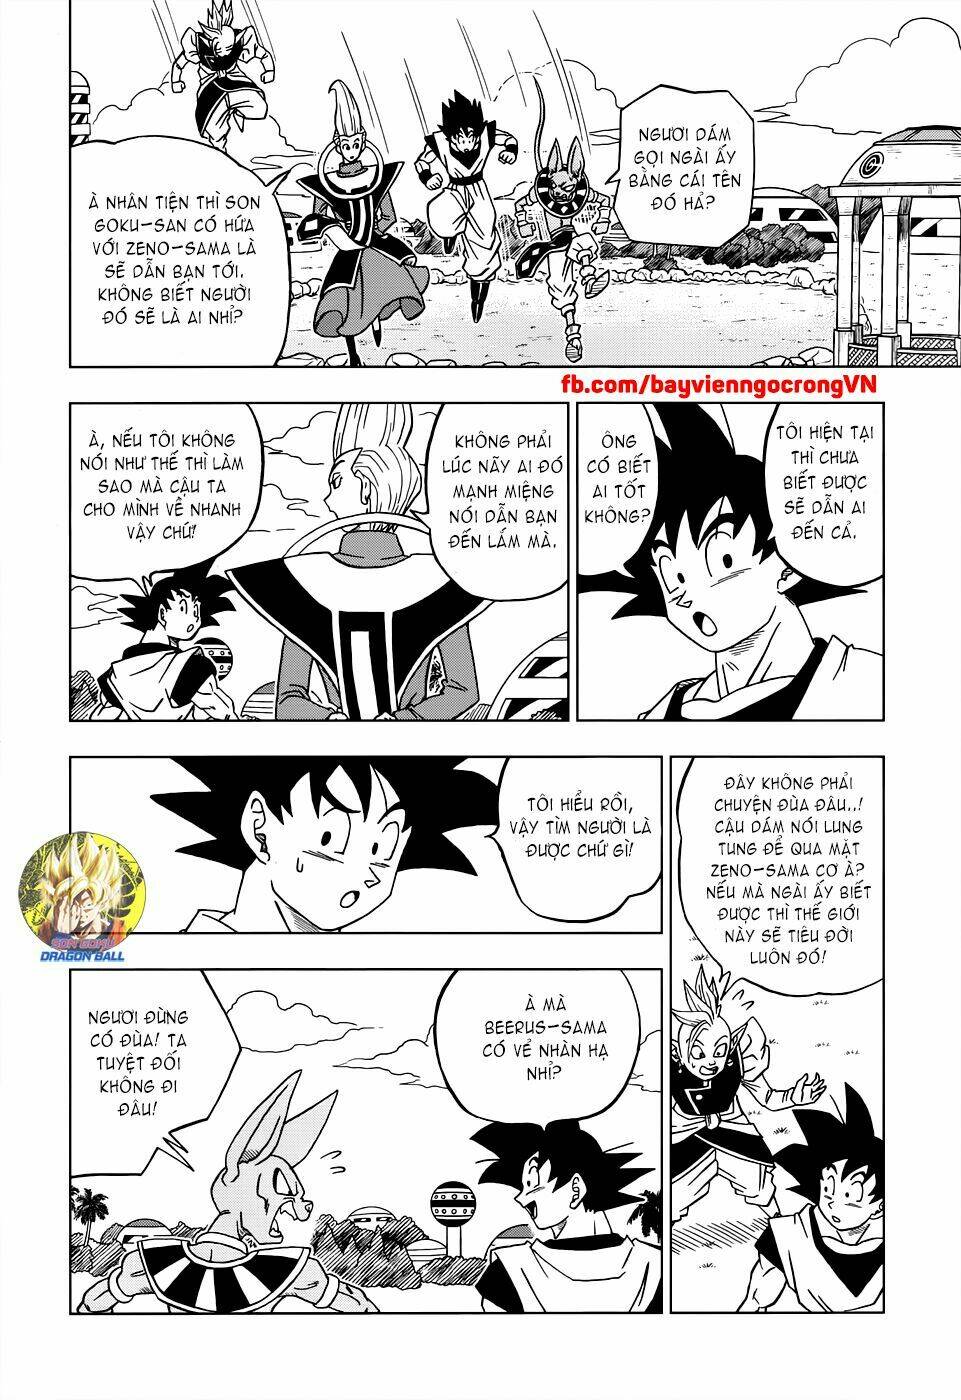 NGƯƠI DÁM
GỌI NGÀI ẤY
BẰNG CÁI TÊN
ĐÓ HẢ?
À NHÂN TIỆN THÌ SON
GOKU-SAN CÓ HỨA
VỚI ZENO-SAMA LÀ
SẼ DẪN BẠN TỚI.
KHÔNG BIẾT NGƯỜI
ĐÓ SẼ LÀ AI NHỈ?
fb.com/bayvienngocrongVN
TÔI HIỆN TẠI
THÌ CHƯA
BIẾT ĐƯỢC
SẼ DẪN AI
ĐẾN CẢ.
ÔNG
CÓ BIẾT
AI TỐT
KHÔNG?
KHÔNG PHẢI
LÚC NÃY AI ĐÓ
MẠNH MIỆNG
NÓI DẪN BẠN
ĐẾN LẮM MÀ.
À, NẾU TÔI KHÔNG
NÓI NHƯ THẾ THÌ LÀM
SAO MÀ CẬU TA
CHO MÌNH VỀ NHANH
VẬY CHỨ!
ĐÂY KHÔNG PHẢI
CHUYỆN ĐÙA ĐÂU..!
CẬU DÁM NÓI LUNG
TUNG ĐỂ QUA MẶT
ZENO-SAMA CƠ À?
NẾU MÀ NGÀI ẤY BIẾT
ĐƯỢC THÌ THẾ GIỚI
NÀY SẼ TIÊU ĐỜI
LUÔN ĐÓ!
TÔI HIỂU RỒI,
VẬY TÌM NGƯỜI LÀ
ĐƯỢC CHỨ GÌ!
SON GOKU
DRAGON BALL
À MÀ
BEERUS-SAMA
CÓ VẺ NHÀN HẠ
NHỈ?
NGƯƠI ĐỪNG
CÓ ĐÙA! TA
TUYỆT ĐỐI
KHÔNG ĐI
ĐÂU!